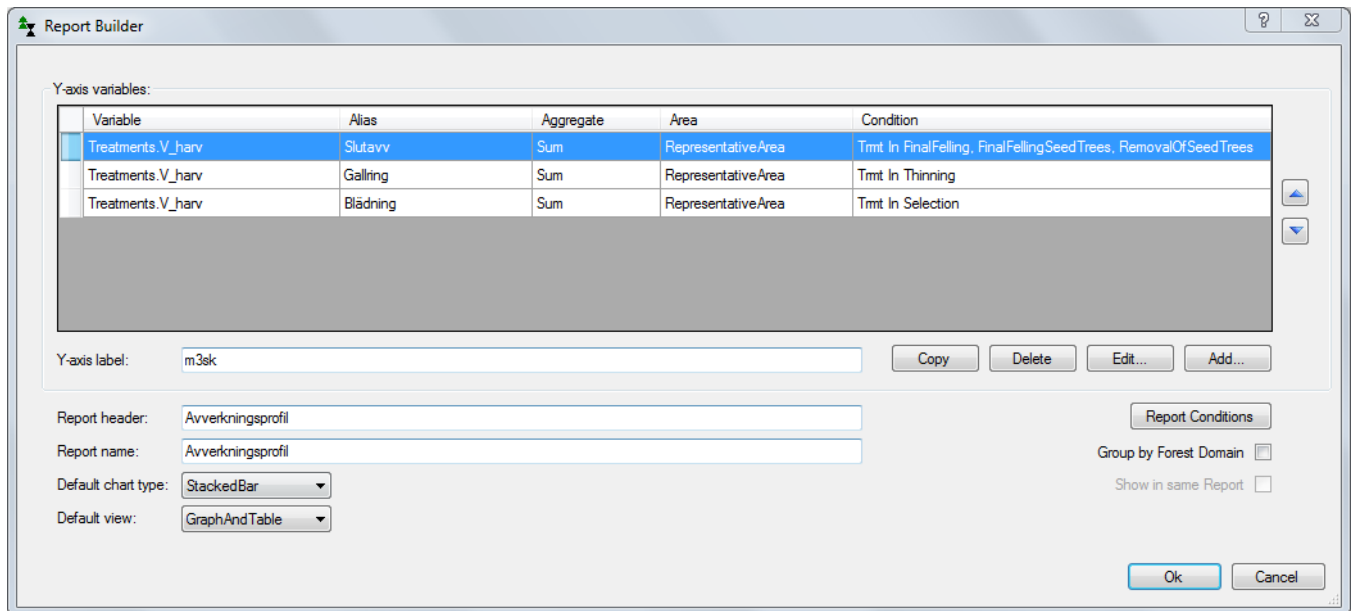 Report Builder
Y-axis variables:
Variable Alias Aggregate Area Condition
Treatments.V_harv Slutavv Sum RepresentativeArea Trmt In FinalFelling, FinalFellingSeedTrees, RemovalOfSeedTrees
Treatments.V_harv Gallring Sum RepresentativeArea Trmt In Thinning
Treatments.V_harv Blädning Sum RepresentativeArea Trmt In Selection
Y-axis label: m3sk Copy Delete Edit... Add...
Report header: Avverkningsprofil Report Conditions
Report name: Avverkningsprofil Group by Forest Domain
Default chart type: StackedBar Show in same Report
Default view: GraphAndTable
Ok Cancel